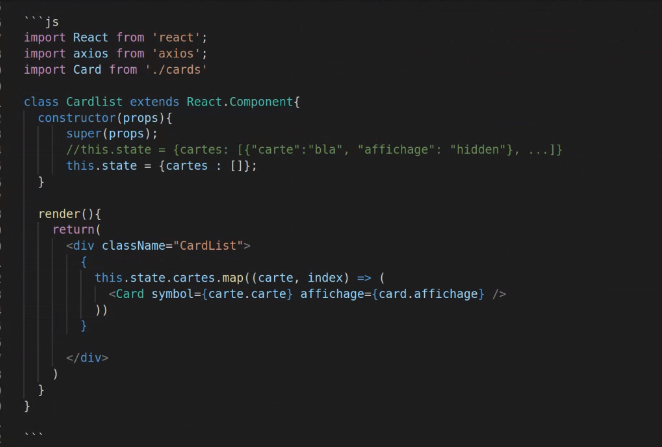 ```js
import React from 'react';
import axios from 'axios';
import Card from './cards'
class Cardlist extends React.Component{
constructor(props){
super(props);
//this.state = {cartes: [{"carte":"bla", "affichage": "hidden"}, ...]}
this.state = {cartes : []};
}
render(){
return(
<div className="CardList">
{
this.state.cartes.map((carte, index) => (
<Card symbol={carte.carte} affichage={card.affichage} />
))
}
</div>
)
}
}
```